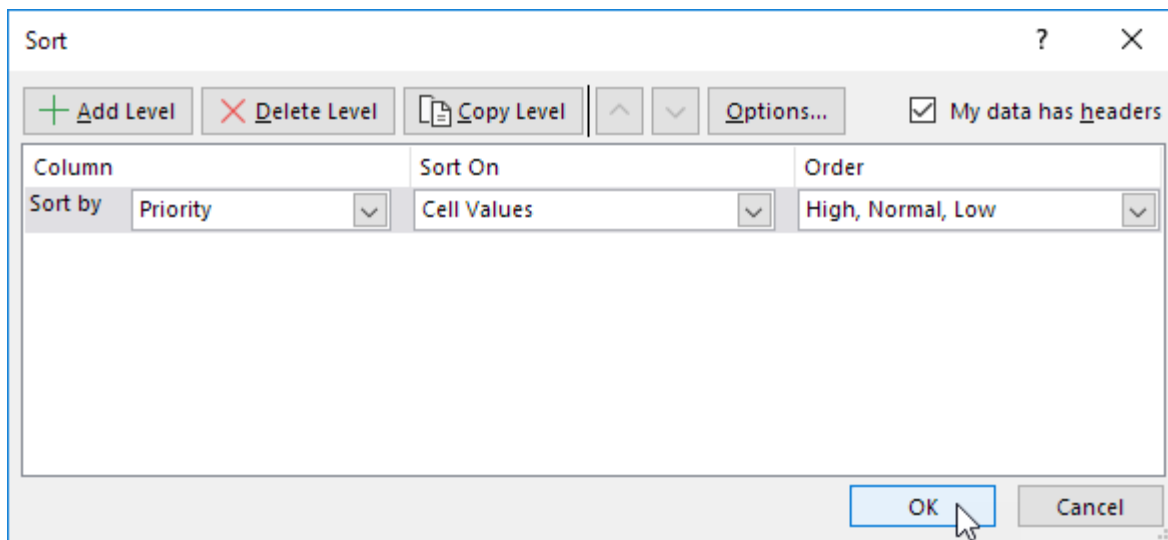 Sort ?
Add Level Delete Level Copy Level Options... My data has headers
Column Sort On Order
Sort by Priority Cell Values High, Normal, Low
OK Cancel